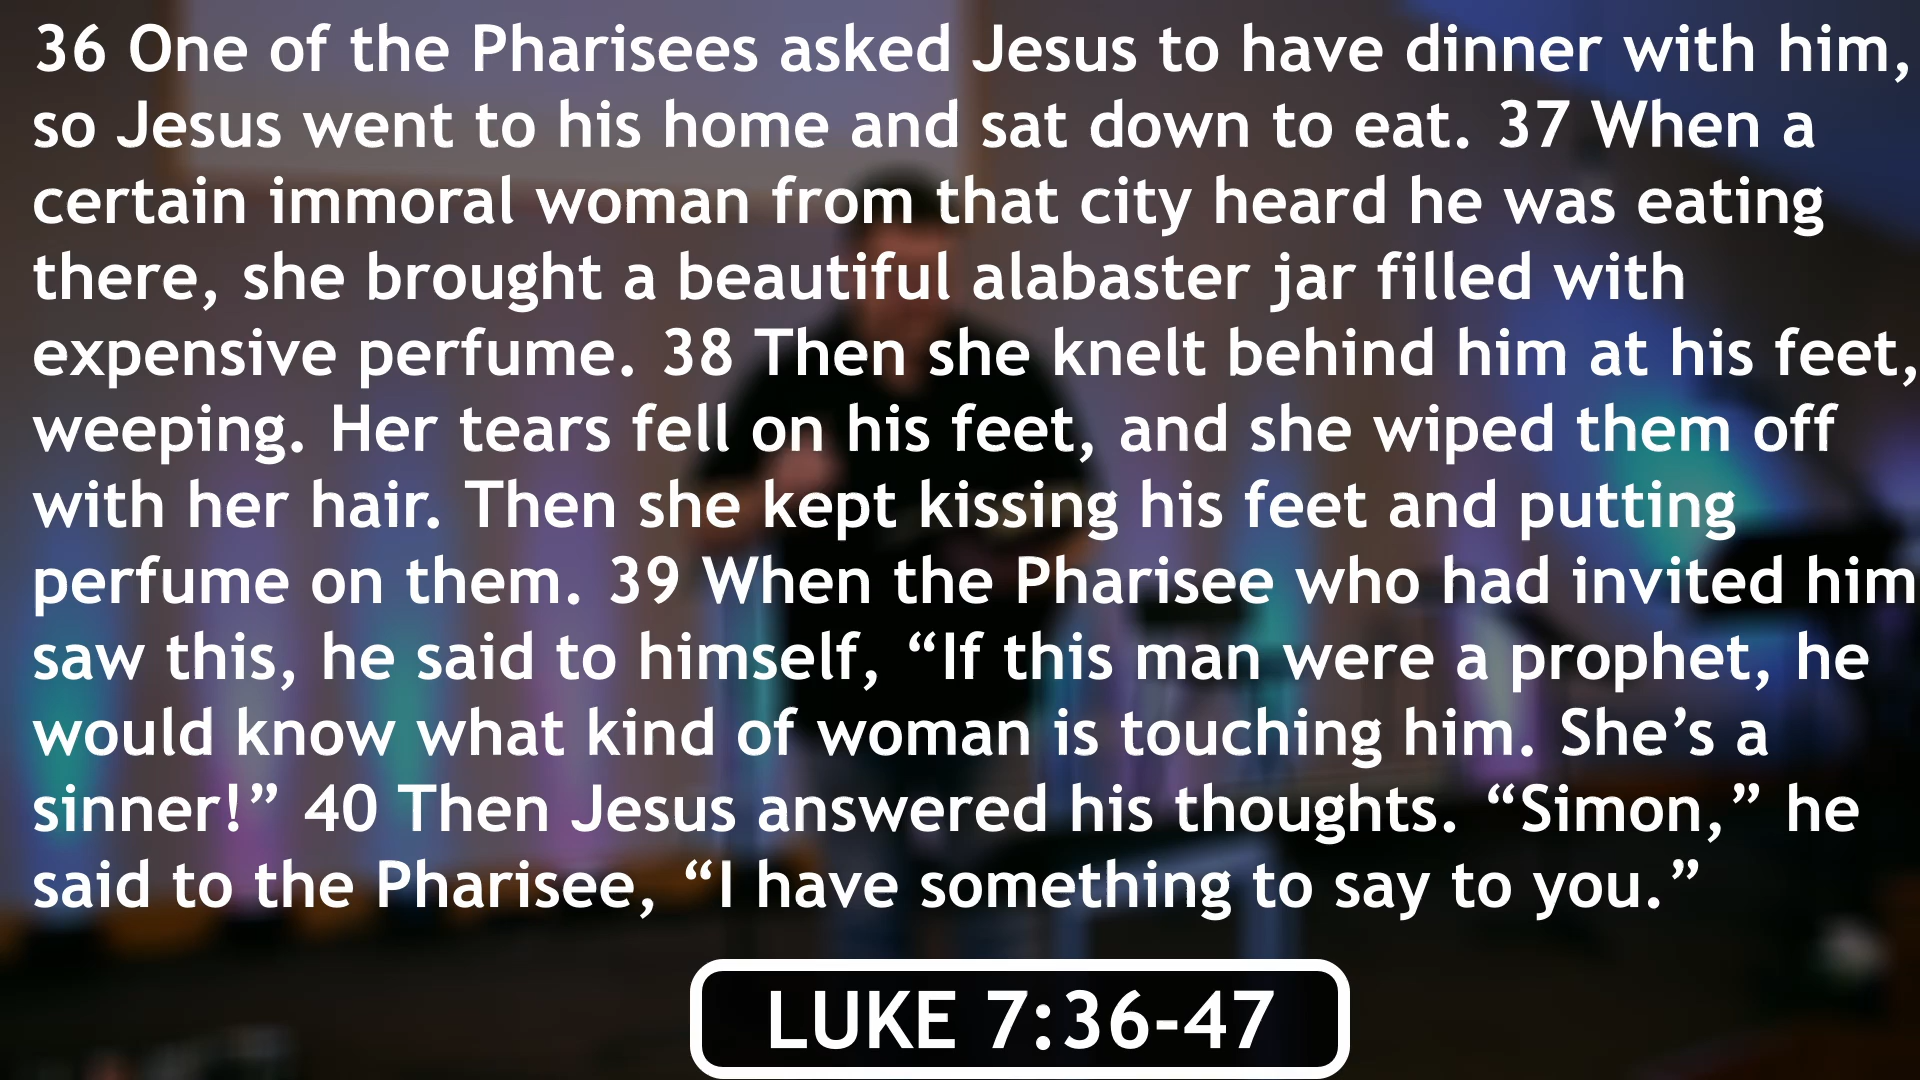 36 One of the Pharisees asked Jesus to have dinner with him,
so Jesus went to his home and sat down to eat. 37 When a
certain immoral woman from that city heard he was eating
there, she brought a beautiful alabaster jar filled with
expensive perfume. 38 Then she knelt behind him at his feet,
weeping. Her tears fell on his feet, and she wiped them off
with her hair. Then she kept kissing his feet and putting
perfume on them. 39 When the Pharisee who had invited him
saw this, he said to himself, “If this man were a prophet, he
would know what kind of woman is touching him. She’s a
sinner!” 40 Then Jesus answered his thoughts. “Simon,” he
said to the Pharisee, “I have something to say to you.”
LUKE 7:36-47